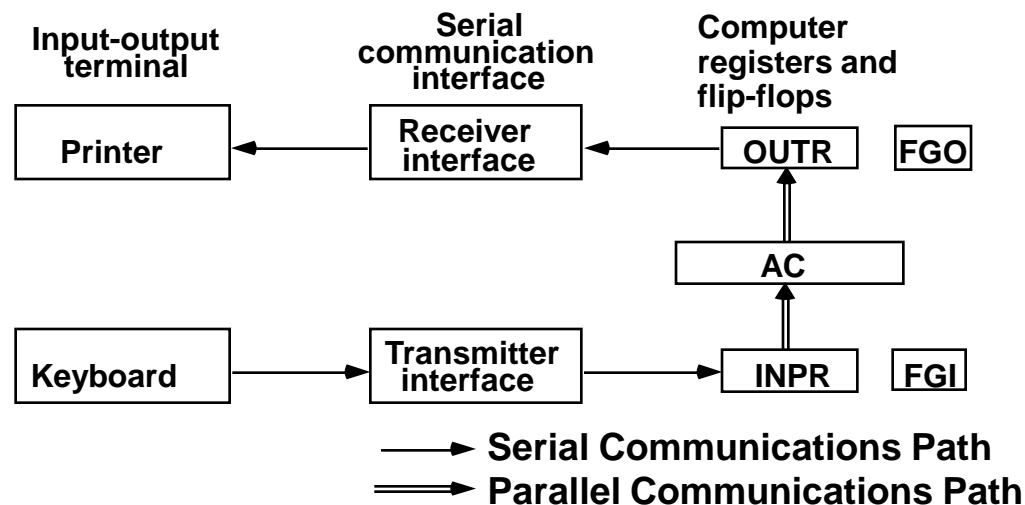 Input-output
terminal
Serial
communication
interface
Computer
registers and
flip-flops
Printer
Receiver
interface
OUTR
FGO
AC
Keyboard
Transmitter
interface
INPR
FGI
Serial Communications Path
Parallel Communications Path